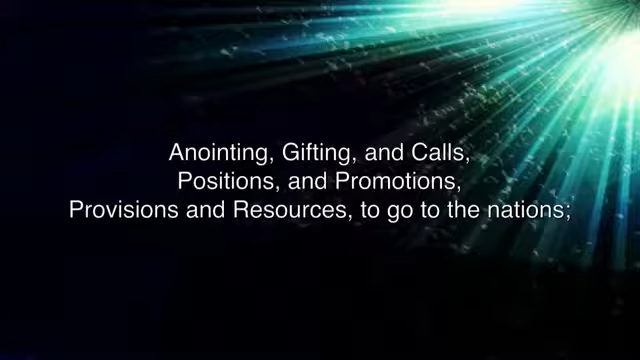 Anointing, Gifting, and Calls,
Positions, and Promotions,
Provisions and Resources, to go to the nations;